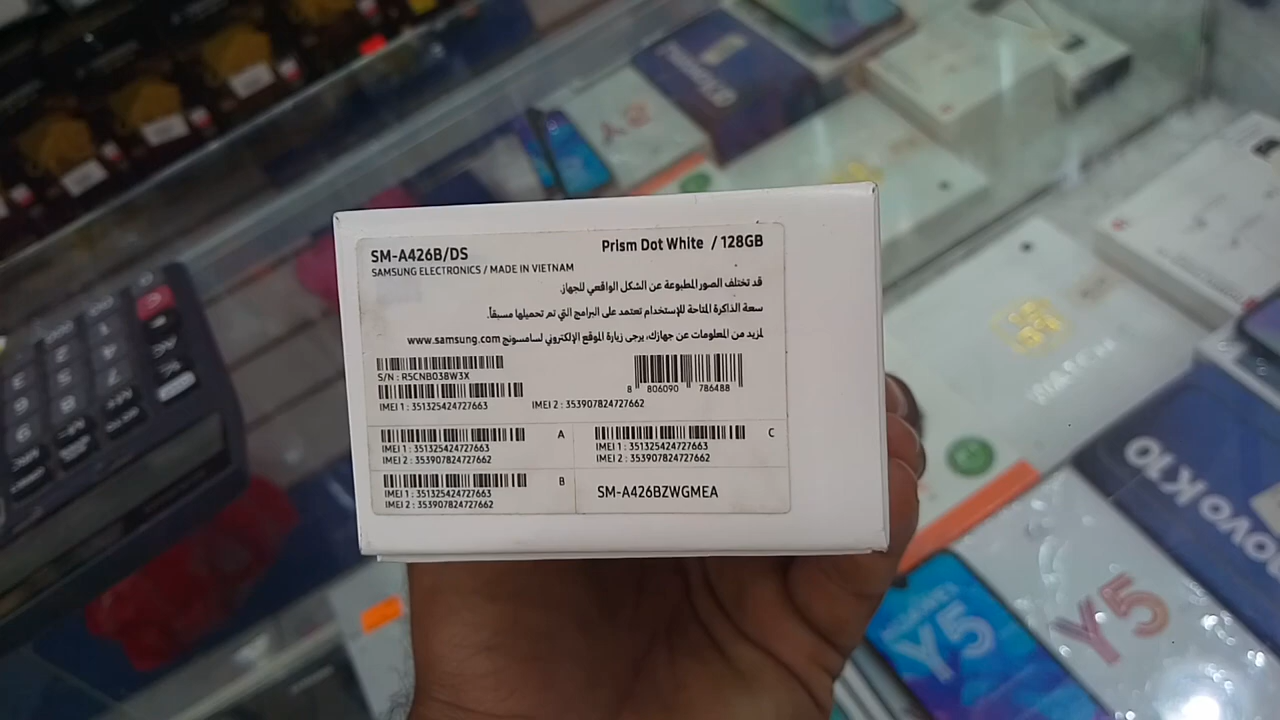 SM-A426B/DS
Prism Dot White / 128GB
SAMSUNG ELECTRONICS / MADE IN VIETNAM
قد تختلف الصور المطبوعة عن الشكل الواقعي للجهاز.
سعة الذاكرة المتاحة للإستخدام تعتمد على البرامج التي تم تحميلها مسبقاً.
لمزيد من المعلومات عن جهازك، يرجى زيارة الموقع الإلكتروني لسامسونج www.samsung.com
S/N : R5CNB038W3X
8 806090 786488
IMEI 1 : 351325424727663
IMEI 2 : 353907824727662
A
IMEI 1 : 351325424727663
IMEI 2 : 353907824727662
C
IMEI 1 : 351325424727663
IMEI 2 : 353907824727662
B
IMEI 1 : 351325424727663
IMEI 2 : 353907824727662
SM-A426BZWGMEA
WATCH
Y5
Y5